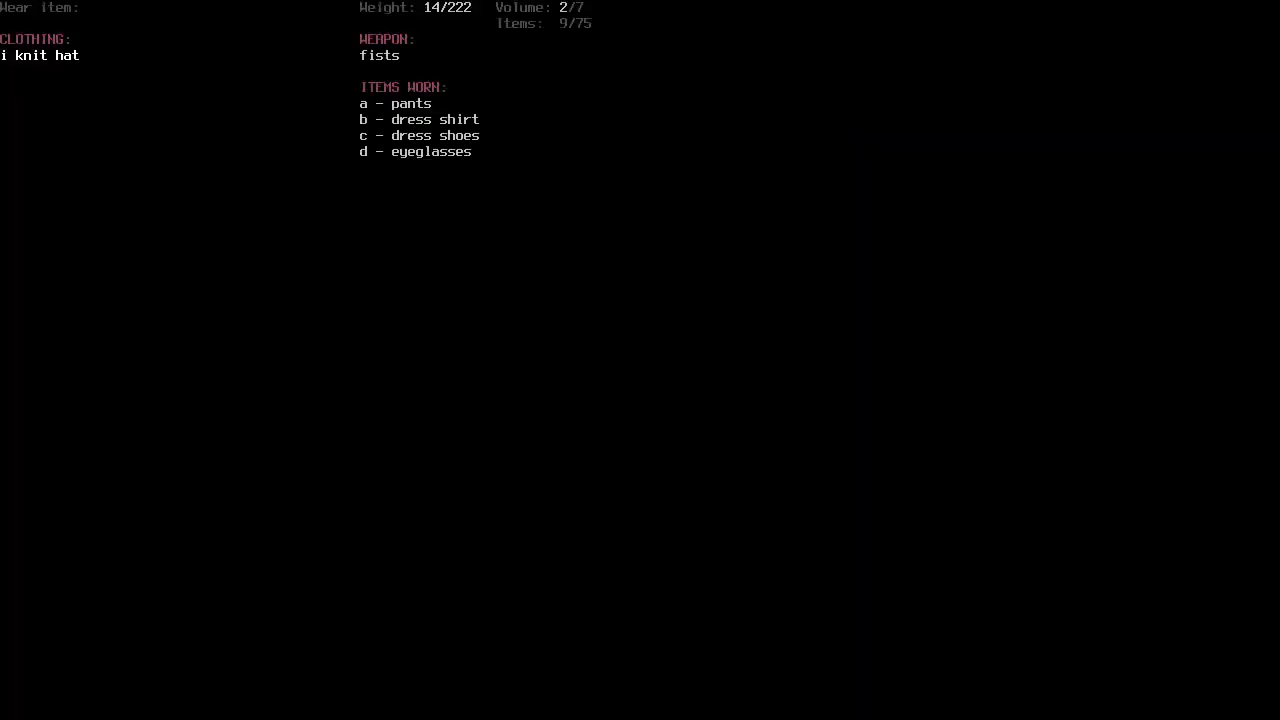 Wear item:
Weight: 14/222 Volume: 2/7
Items: 9/75
CLOTHING:
i knit hat
WEAPON:
fists
ITEMS WORN:
a - pants
b - dress shirt
c - dress shoes
d - eyeglasses